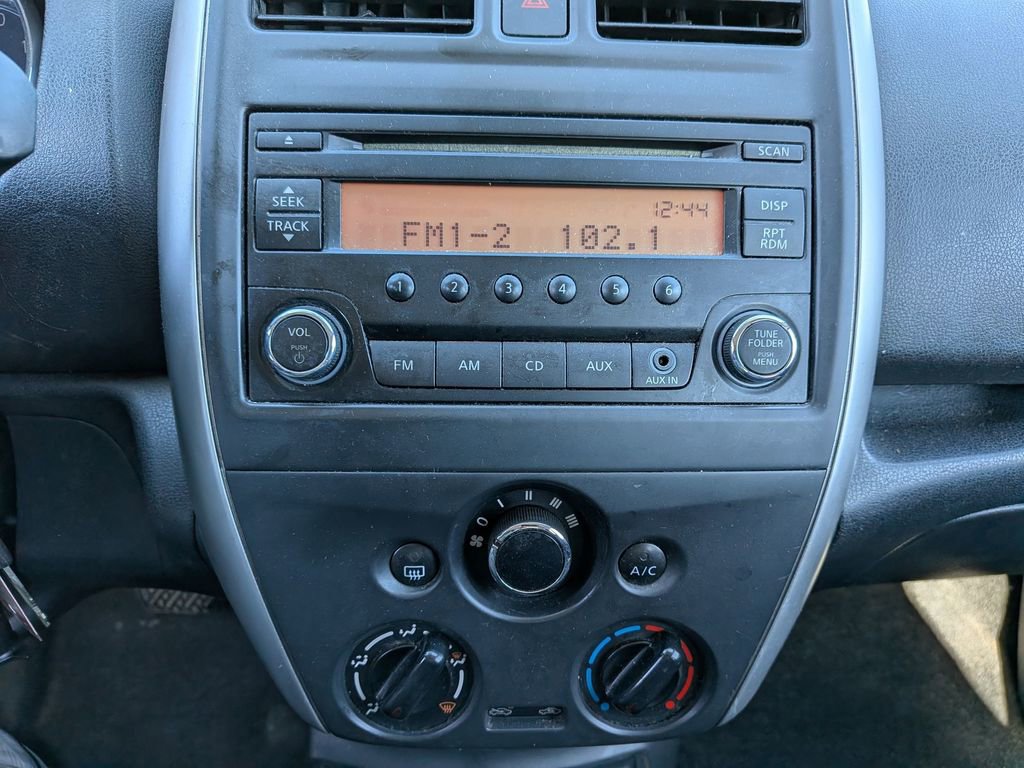 SCAN
SEEK
TRACK
12:44
FM1-2 102.1
DISP
RPT
RDM
1 2 3 4 5 6
VOL
PUSH
FM AM CD AUX
AUX IN
TUNE
FOLDER
PUSH
MENU
0 I II III IIII
A/C